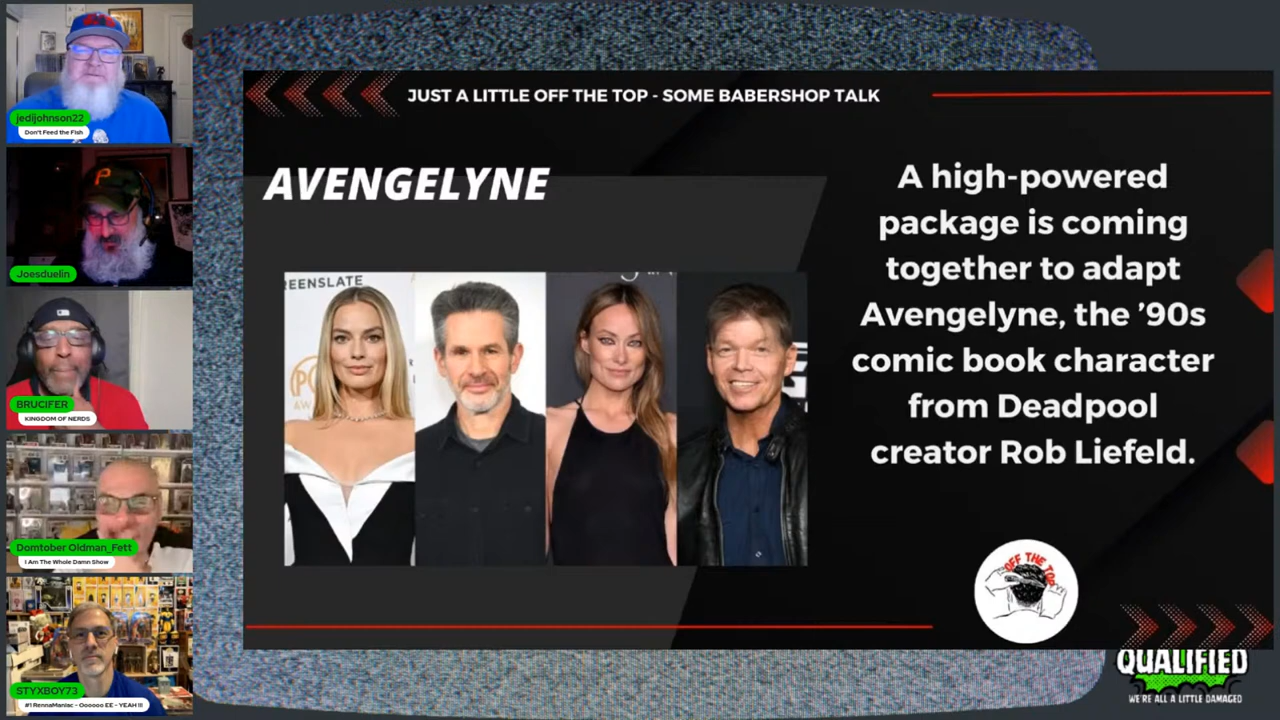 JUST A LITTLE OFF THE TOP - SOME BABERSHOP TALK
AVENGELYNE
A high-powered
package is coming
together to adapt
Avengelyne, the ’90s
comic book character
from Deadpool
creator Rob Liefeld.
REENSLATE
OFF THE TOP
QUALIFIED
WE'RE ALL A LITTLE DAMAGED
jedijohnson22
Don't Feed the Fish
P
Joesduelin
BRUCIFER
KINGDOM OF NERDS
Domtober Oldman_Fett
I Am The Whole Damn Show
STYXBOY73
#1 RennaManiac - Oooooo EE - YEAH !!!